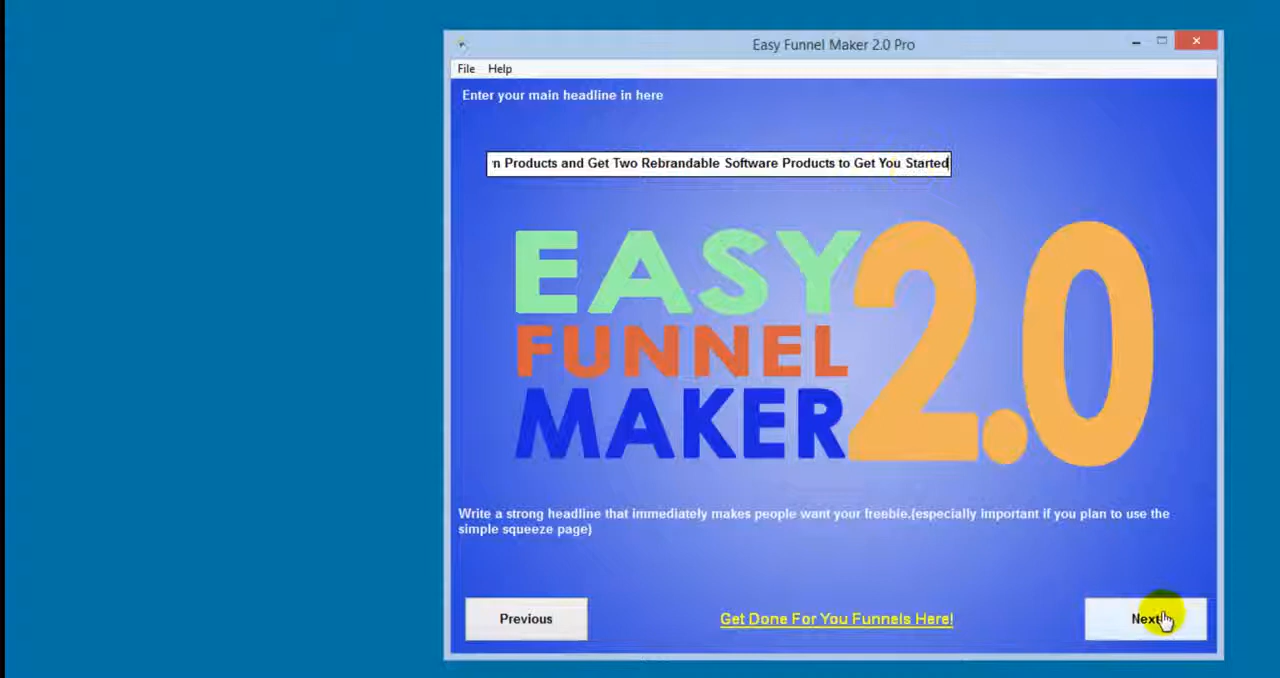 Easy Funnel Maker 2.0 Pro
File Help
Enter your main headline in here
n Products and Get Two Rebrandable Software Products to Get You Started
EASY
FUNNEL
MAKER
2.0
Write a strong headline that immediately makes people want your freebie.(especially important if you plan to use the
simple squeeze page)
Previous
Get Done For You Funnels Here!
Next